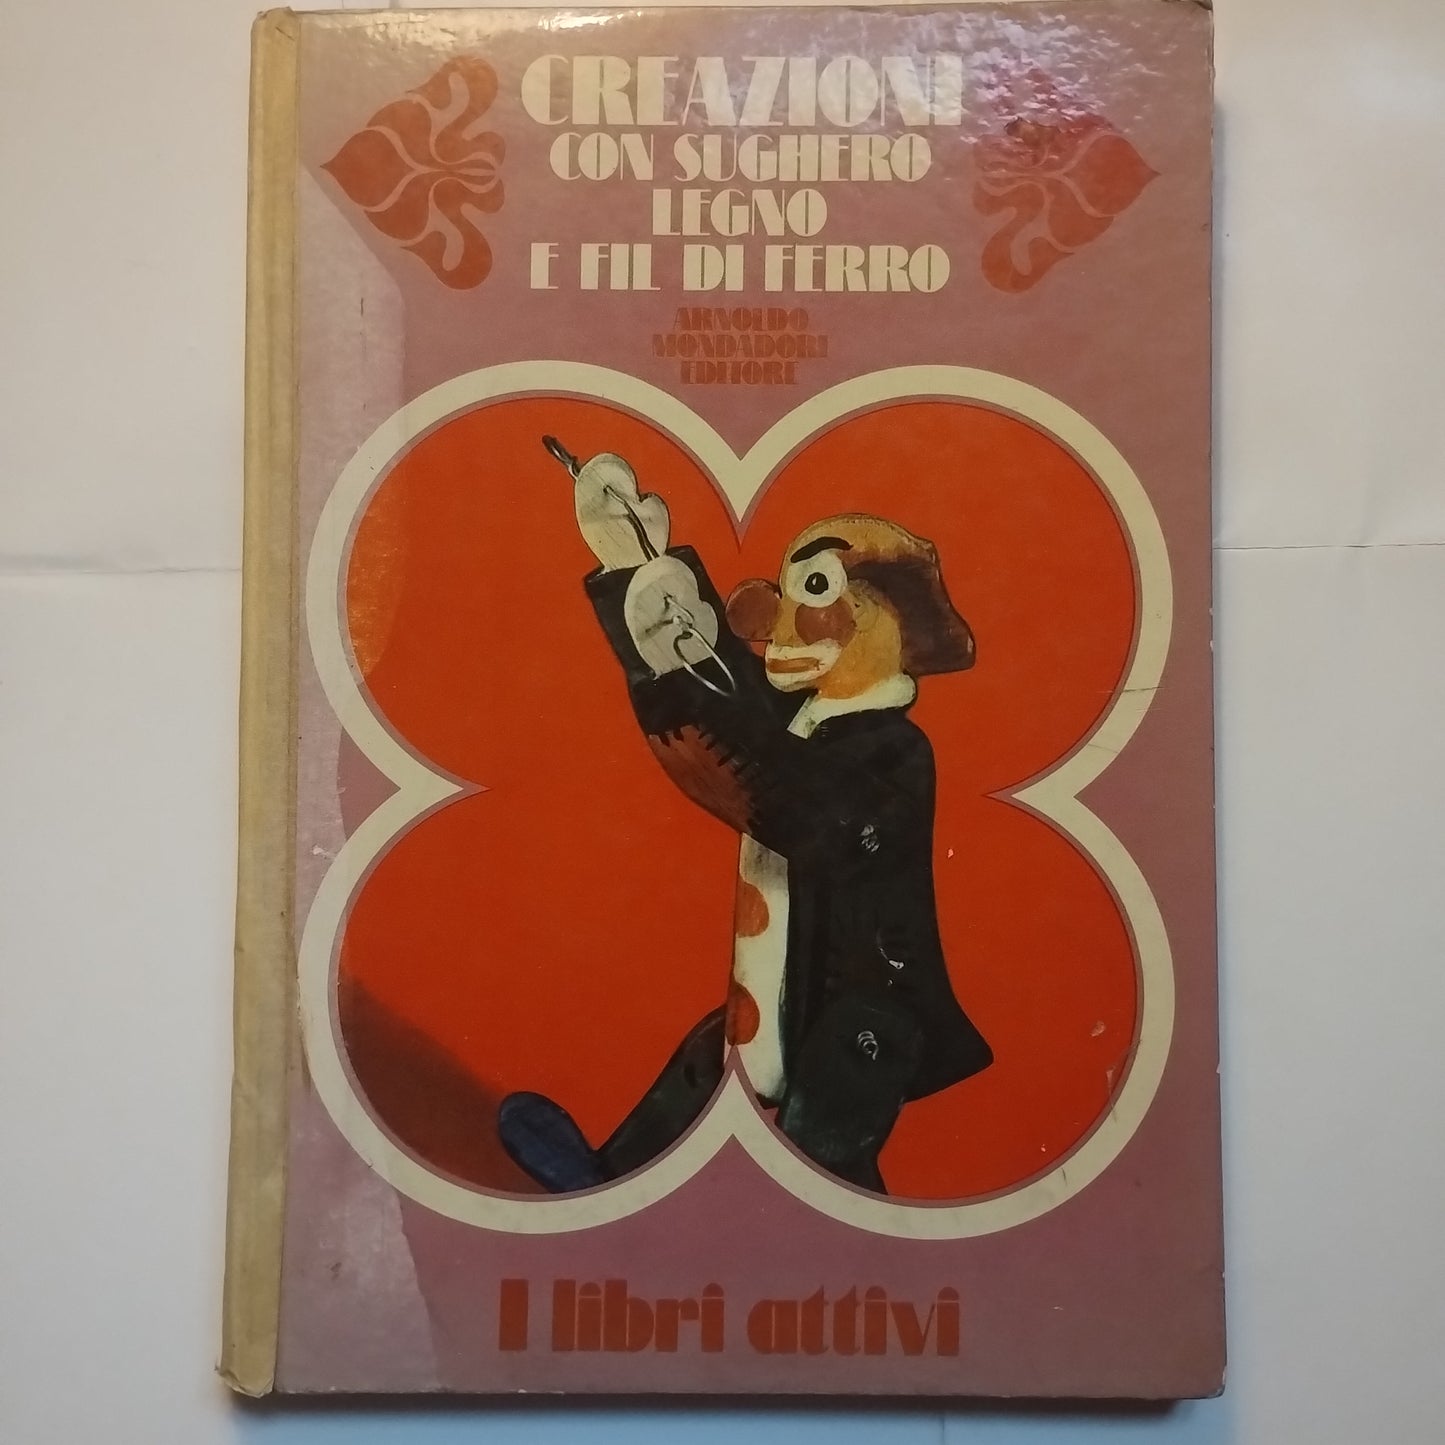 CREAZIONI
CON SUGHERO
LEGNO
E FIL DI FERRO
ARNOLDO
MONDADORI
EDITORE
I libri attivi